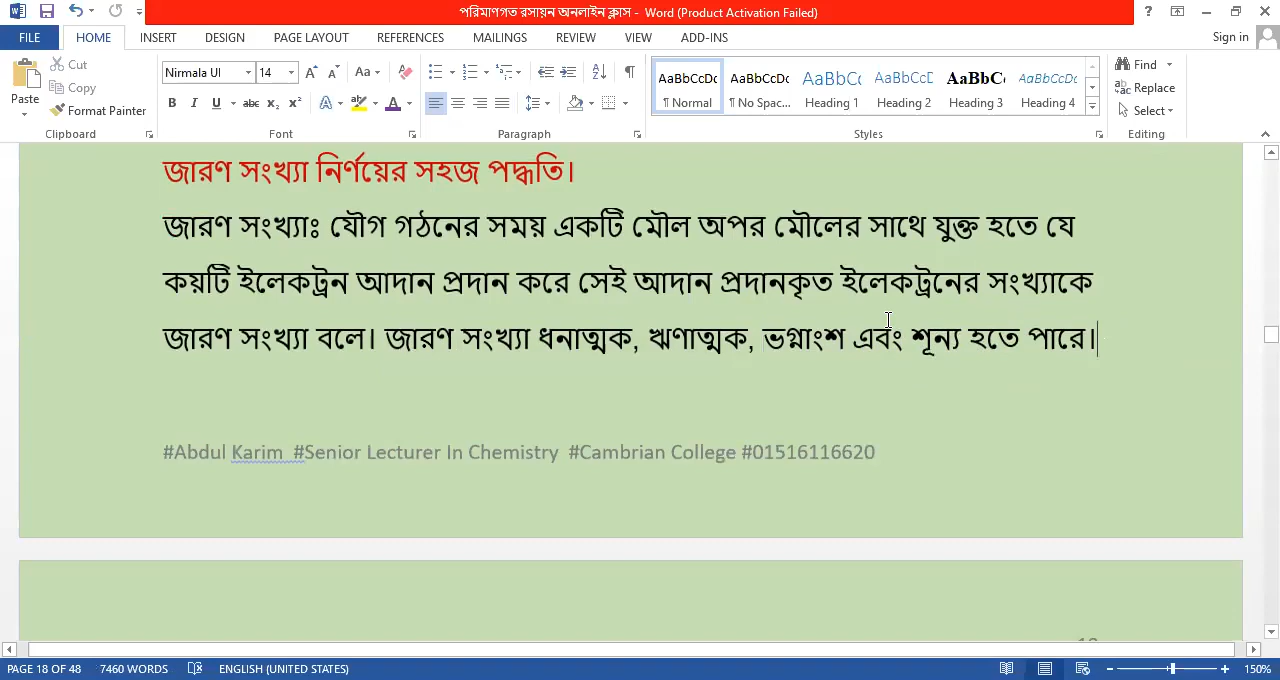 পরিমাণগত রসায়ন অনলাইন ক্লাস - Word (Product Activation Failed)
FILE HOME INSERT DESIGN PAGE LAYOUT REFERENCES MAILINGS REVIEW VIEW ADD-INS Sign in
Paste Cut Copy Format Painter
Nirmala UI 14
AaBbCcDc AaBbCcDc AaBbCc AaBbCcD AaBbCc AaBbCcDc
¶ Normal ¶ No Spac... Heading 1 Heading 2 Heading 3 Heading 4
Find Replace Select
Clipboard Font Paragraph Styles Editing
জারণ সংখ্যা নির্ণয়ের সহজ পদ্ধতি।
জারণ সংখ্যাঃ যৌগ গঠনের সময় একটি মৌল অপর মৌলের সাথে যুক্ত হতে যে
কয়টি ইলেকট্রন আদান প্রদান করে সেই আদান প্রদানকৃত ইলেকট্রনের সংখ্যাকে
জারণ সংখ্যা বলে। জারণ সংখ্যা ধনাত্মক, ঋণাত্মক, ভগ্নাংশ এবং শূন্য হতে পারে।
#Abdul Karim #Senior Lecturer In Chemistry #Cambrian College #01516116620
PAGE 18 OF 48 7460 WORDS ENGLISH (UNITED STATES) 150%